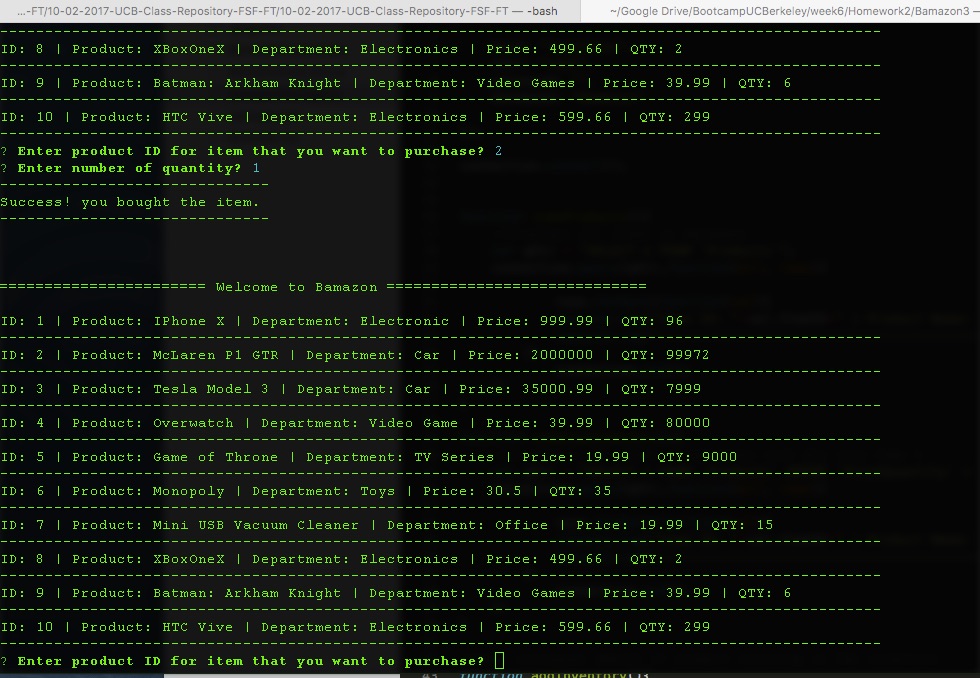 ...-FT/10-02-2017-UCB-Class-Repository-FSF-FT/10-02-2017-UCB-Class-Repository-FSF-FT — -bash
~/Google Drive/BootcampUCBerkeley/week6/Homework2/Bamazon3 —
ID: 8 | Product: XBoxOneX | Department: Electronics | Price: 499.66 | QTY: 2
ID: 9 | Product: Batman: Arkham Knight | Department: Video Games | Price: 39.99 | QTY: 6
ID: 10 | Product: HTC Vive | Department: Electronics | Price: 599.66 | QTY: 299
? Enter product ID for item that you want to purchase? 2
? Enter number of quantity? 1
Success! you bought the item.
======================= Welcome to Bamazon =============================
ID: 1 | Product: IPhone X | Department: Electronic | Price: 999.99 | QTY: 96
ID: 2 | Product: McLaren P1 GTR | Department: Car | Price: 2000000 | QTY: 99972
ID: 3 | Product: Tesla Model 3 | Department: Car | Price: 35000.99 | QTY: 7999
ID: 4 | Product: Overwatch | Department: Video Game | Price: 39.99 | QTY: 80000
ID: 5 | Product: Game of Throne | Department: TV Series | Price: 19.99 | QTY: 9000
ID: 6 | Product: Monopoly | Department: Toys | Price: 30.5 | QTY: 35
ID: 7 | Product: Mini USB Vacuum Cleaner | Department: Office | Price: 19.99 | QTY: 15
ID: 8 | Product: XBoxOneX | Department: Electronics | Price: 499.66 | QTY: 2
ID: 9 | Product: Batman: Arkham Knight | Department: Video Games | Price: 39.99 | QTY: 6
ID: 10 | Product: HTC Vive | Department: Electronics | Price: 599.66 | QTY: 299
? Enter product ID for item that you want to purchase?
function addInventory(){